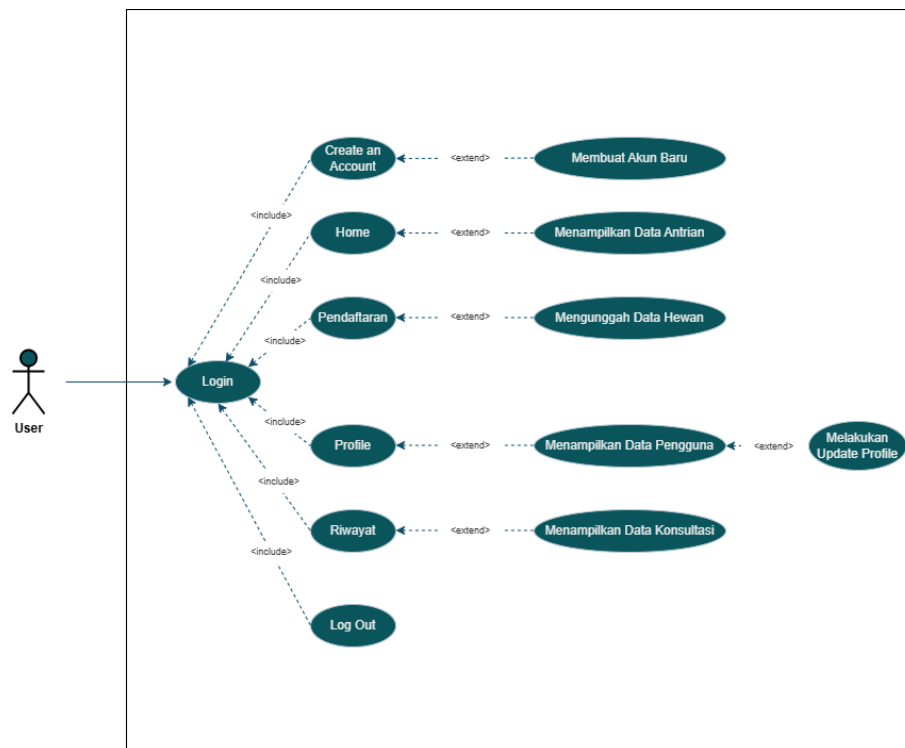 Create an
Account
<extend>
Membuat Akun Baru
<include>
Home
<extend>
Menampilkan Data Antrian
<include>
Pendaftaran
<extend>
Mengunggah Data Hewan
<include>
Login
User
<include>
Profile
<extend>
Menampilkan Data Pengguna
<extend>
Melakukan
Update Profile
<include>
Riwayat
<extend>
Menampilkan Data Konsultasi
<include>
Log Out